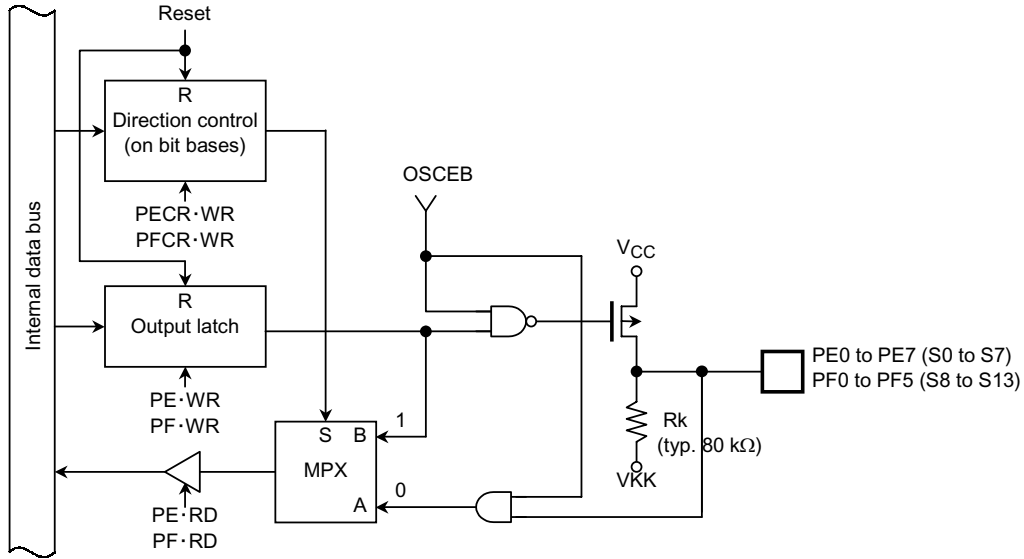 Reset
Internal data bus
R
Direction control
(on bit bases)
PECR·WR
PFCR·WR
OSCEB
VCC
R
Output latch
PE·WR
PF·WR
PE0 to PE7 (S0 to S7)
PF0 to PF5 (S8 to S13)
Rk
(typ. 80 kΩ)
VKK
1
S B
MPX
0
A
PE·RD
PF·RD